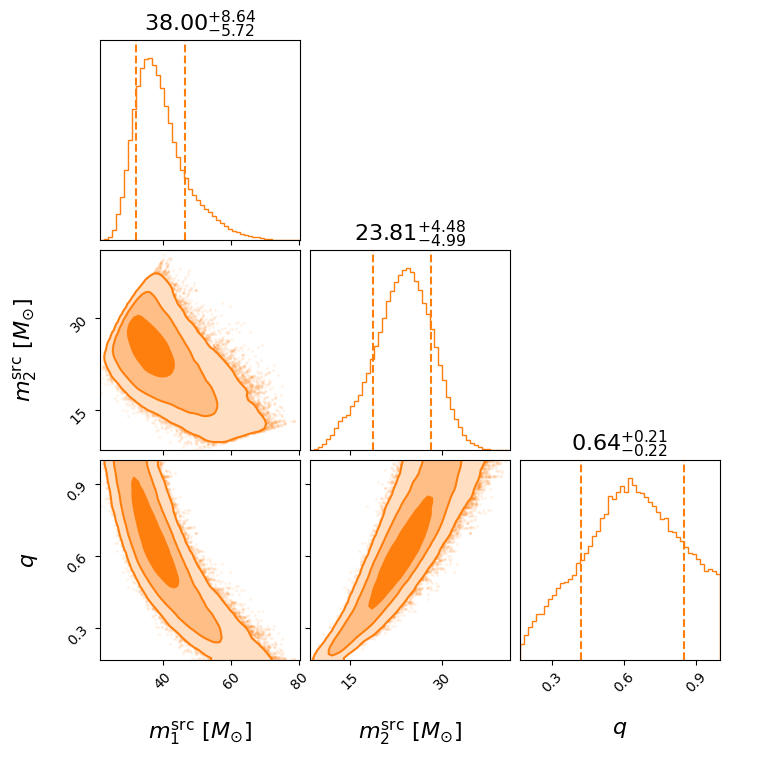 38.00+8.64−5.72
23.81+4.48−4.99
m2src [M⊙]
30
15
0.64+0.21−0.22
q
0.9
0.6
0.3
40 60 80
15 30
0.3 0.6 0.9
m1src [M⊙]
m2src [M⊙]
q